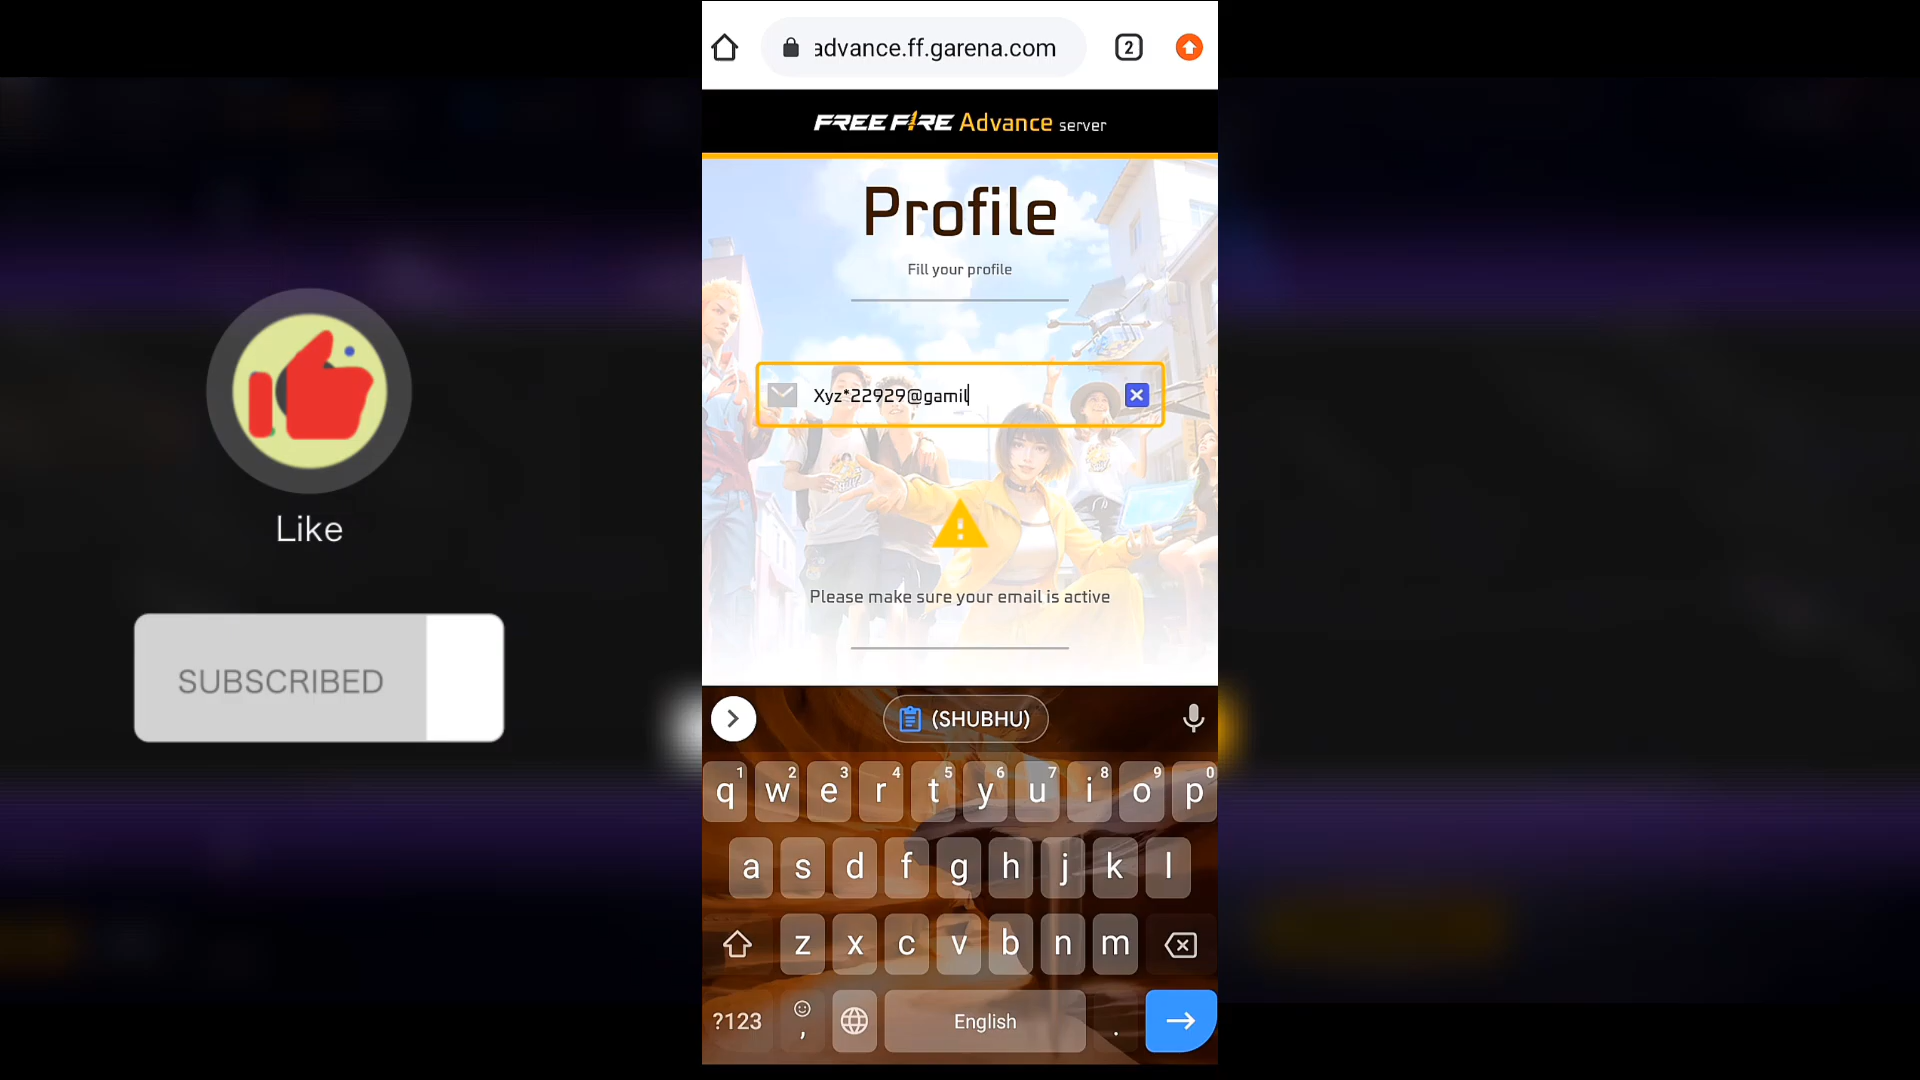 advance.ff.garena.com
2
FREE FIRE Advance server
Profile
Fill your profile
Xyz*22929@gamil
Please make sure your email is active
Like
SUBSCRIBED
(SHUBHU)
1 2 3 4 5 6 7 8 9 0
q w e r t y u i o p
a s d f g h j k l
z x c v b n m
?123 , English .